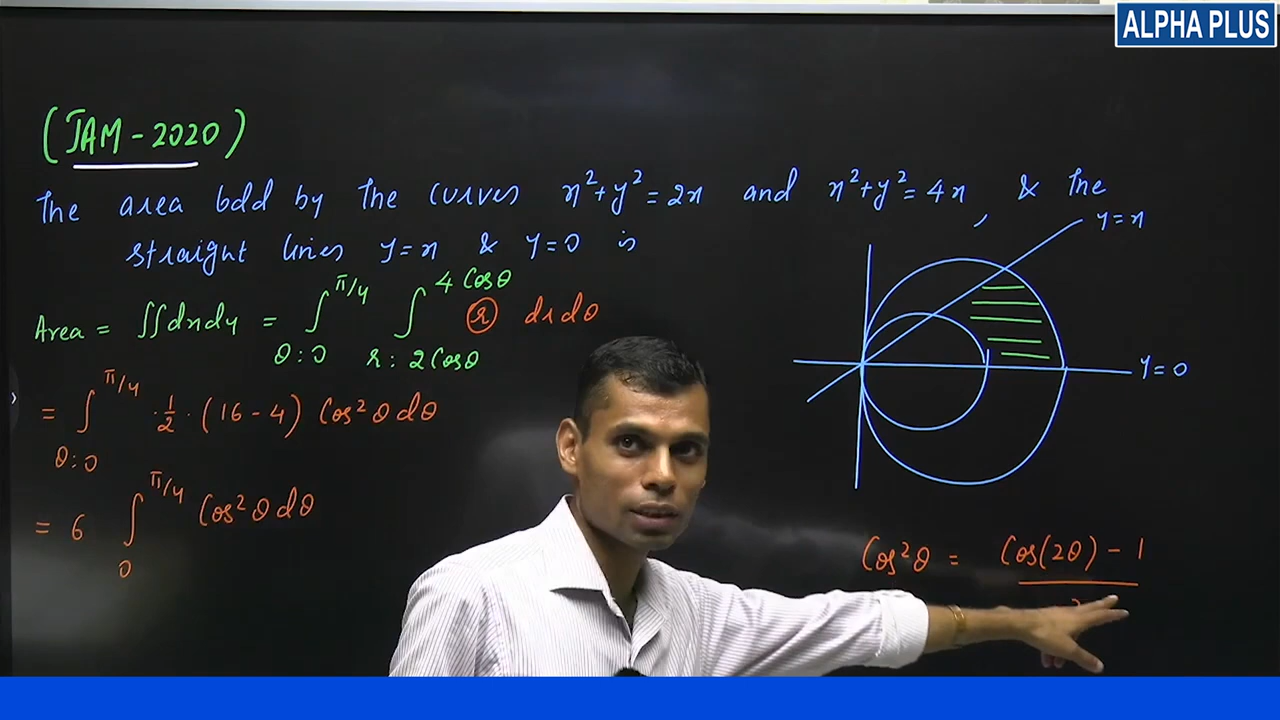 ALPHA PLUS
(JAM - 2020)
The area bdd by the curves x²+y² = 2x and x²+y² = 4x, & the
straight lines y=x & y=0 is
Area = ∬dxdy = ∫θ:0^π/4 ∫r:2Cosθ^4Cosθ r dr dθ
= ∫θ:0^π/4 · 1/2 · (16-4) Cos²θ dθ
= 6 ∫0^π/4 Cos²θ dθ
y=x
y=0
Cos²θ = Cos(2θ) - 1